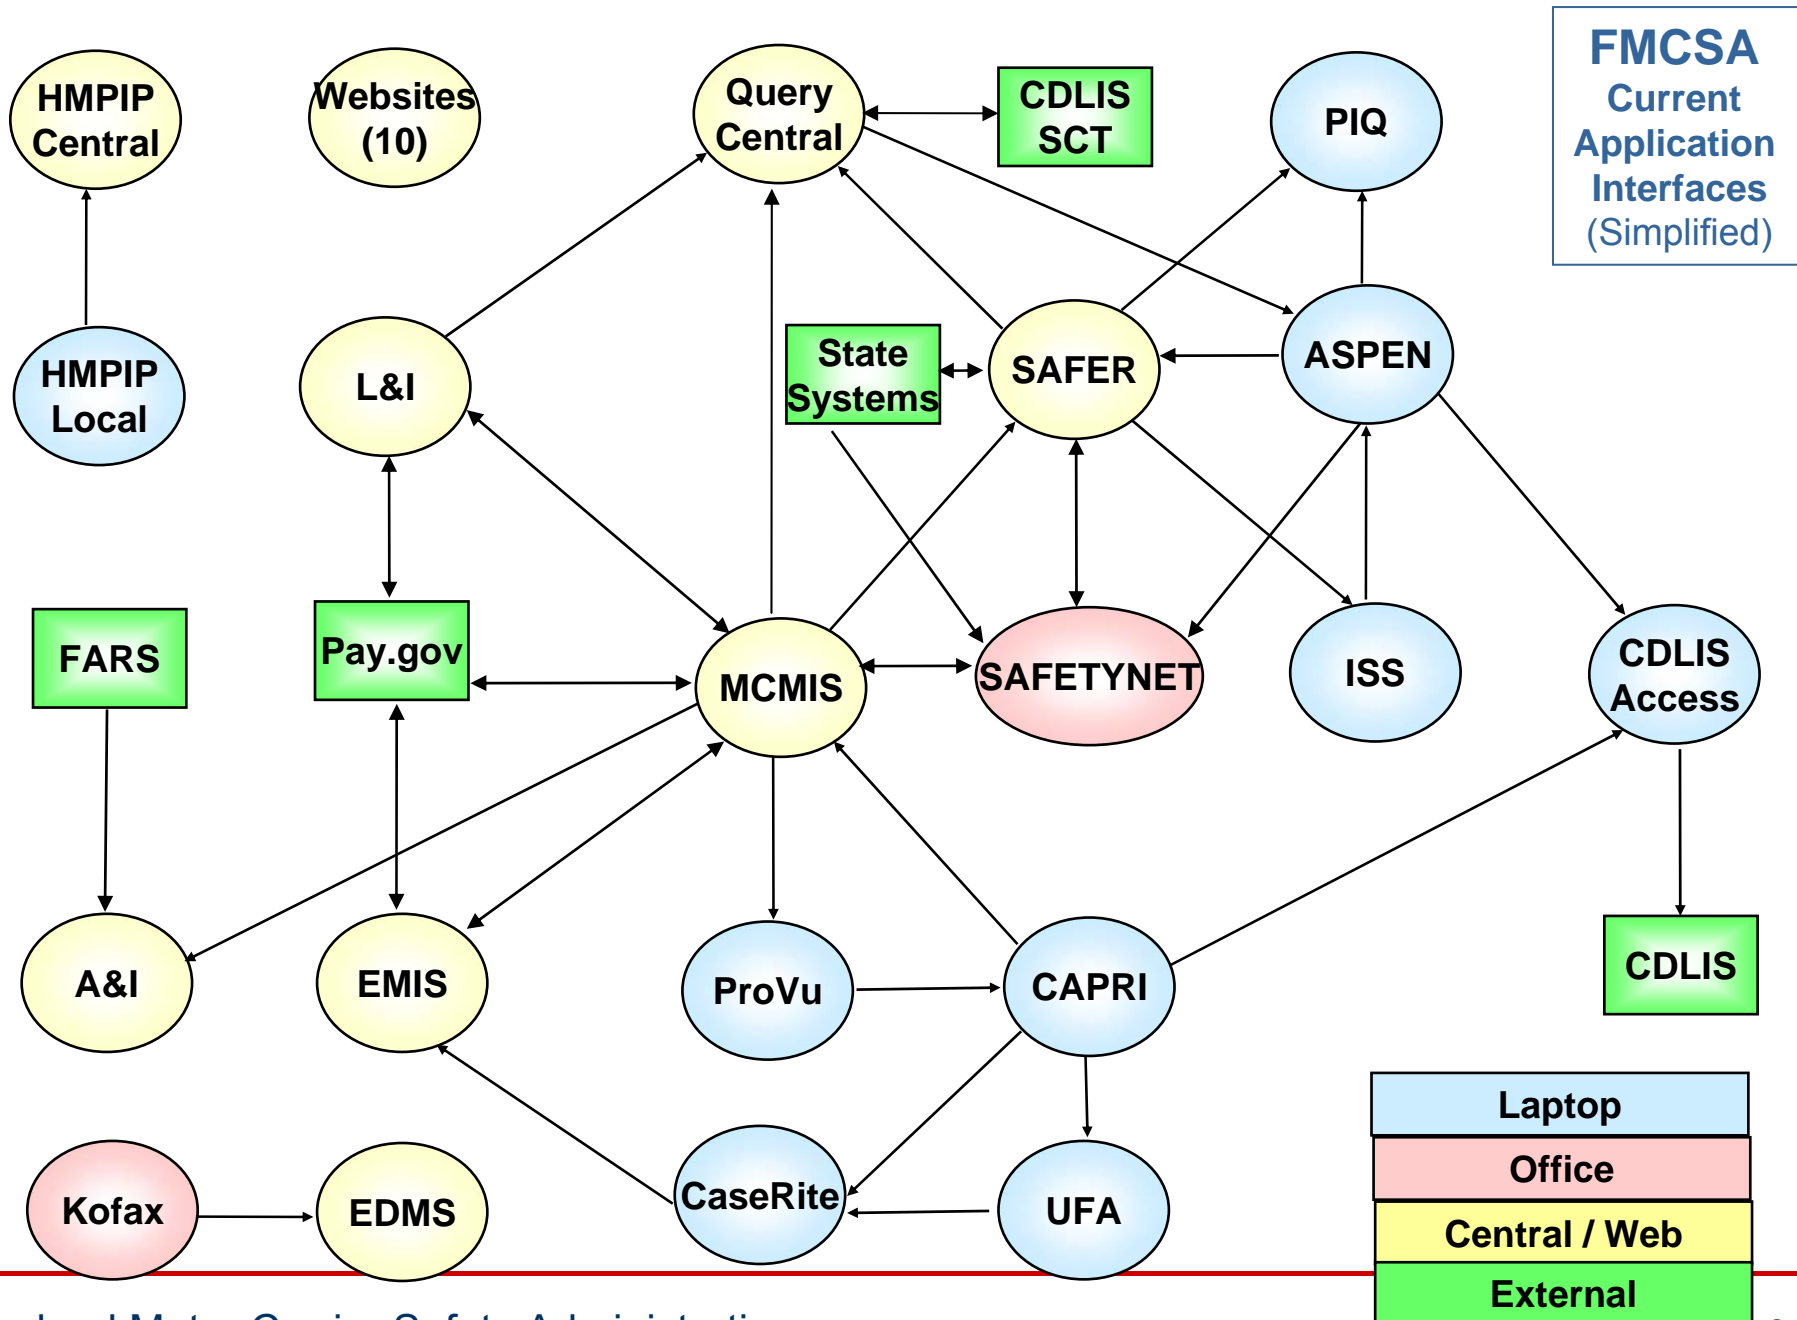 HMPIP
Central
Websites
(10)
Query
Central
CDLIS
SCT
PIQ
FMCSA
Current
Application
Interfaces
(Simplified)
HMPIP
Local
L&I
State
Systems
SAFER
ASPEN
FARS
Pay.gov
MCMIS
SAFETYNET
ISS
CDLIS
Access
A&I
EMIS
ProVu
CAPRI
CDLIS
Kofax
EDMS
CaseRite
UFA
Laptop
Office
Central / Web
External